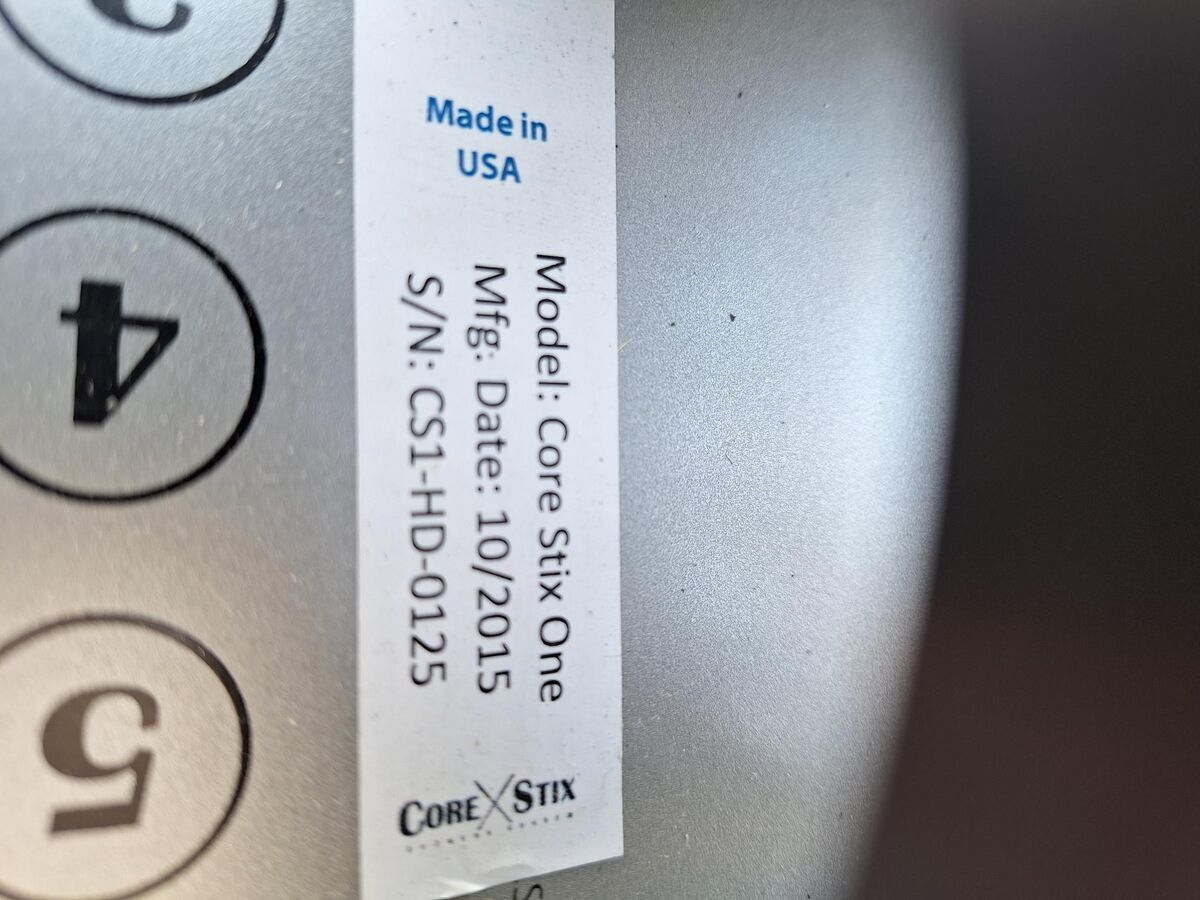 Made in
USA
Model: Core Stix One
Mfg. Date: 10/2015
S/N: CS1-HD-0125
CORE STIX
4
5